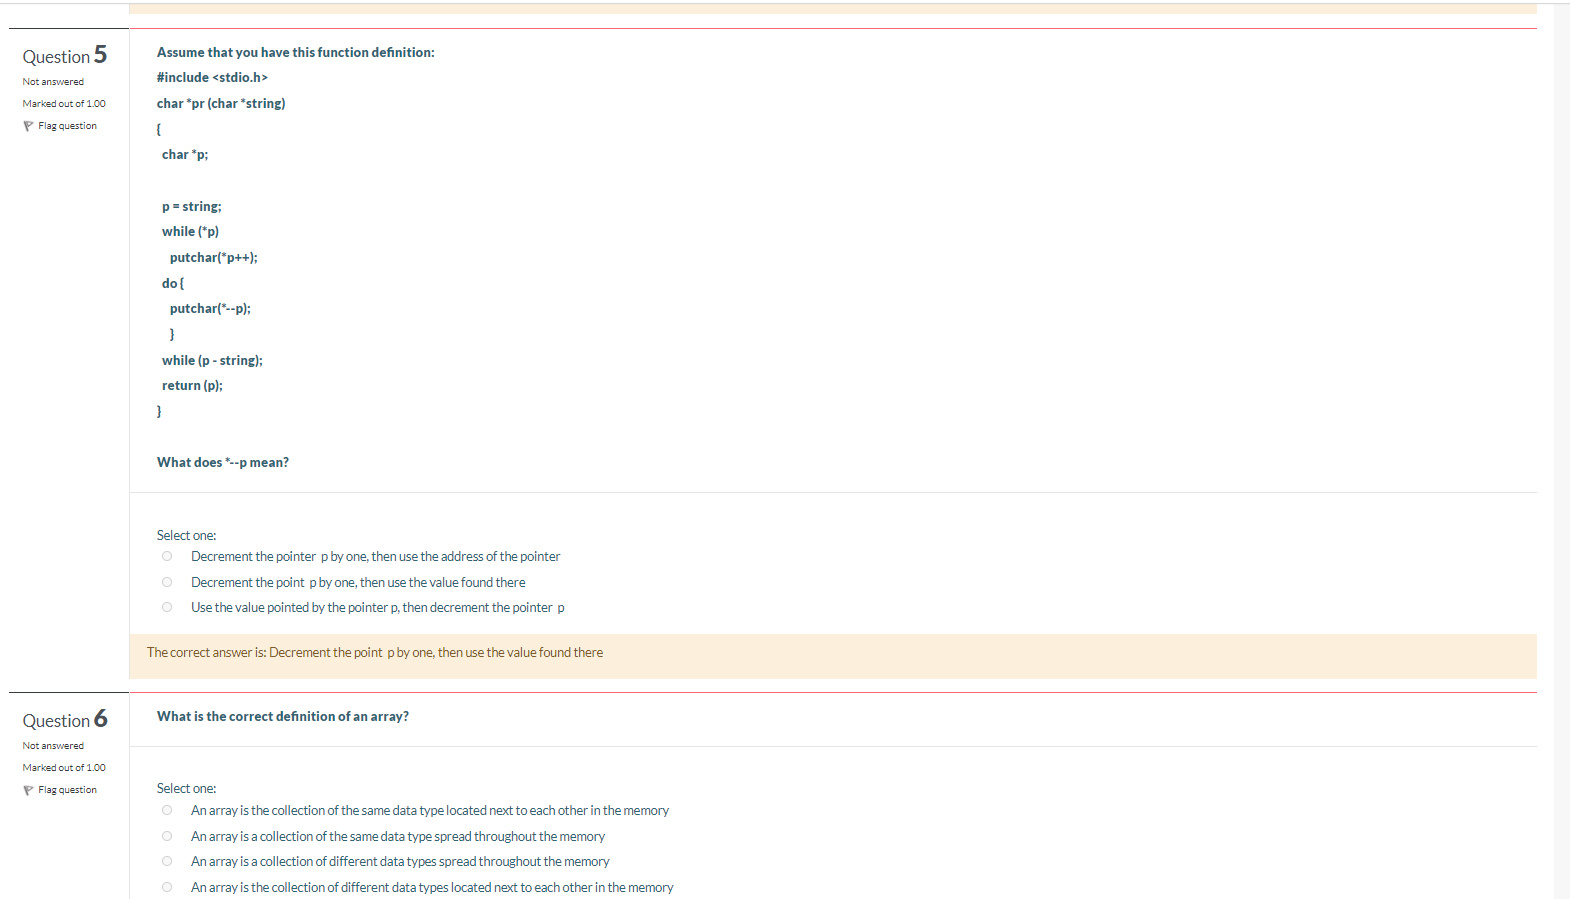 Question 5
Not answered
Marked out of 1.00
Flag question
Assume that you have this function definition:
#include <stdio.h>
char *pr (char *string)
{
char *p;
p = string;
while (*p)
putchar(*p++);
do {
putchar(*--p);
}
while (p - string);
return (p);
}
What does *--p mean?
Select one:
Decrement the pointer p by one, then use the address of the pointer
Decrement the point p by one, then use the value found there
Use the value pointed by the pointer p, then decrement the pointer p
The correct answer is: Decrement the point p by one, then use the value found there
Question 6
Not answered
Marked out of 1.00
Flag question
What is the correct definition of an array?
Select one:
An array is the collection of the same data type located next to each other in the memory
An array is a collection of the same data type spread throughout the memory
An array is a collection of different data types spread throughout the memory
An array is the collection of different data types located next to each other in the memory